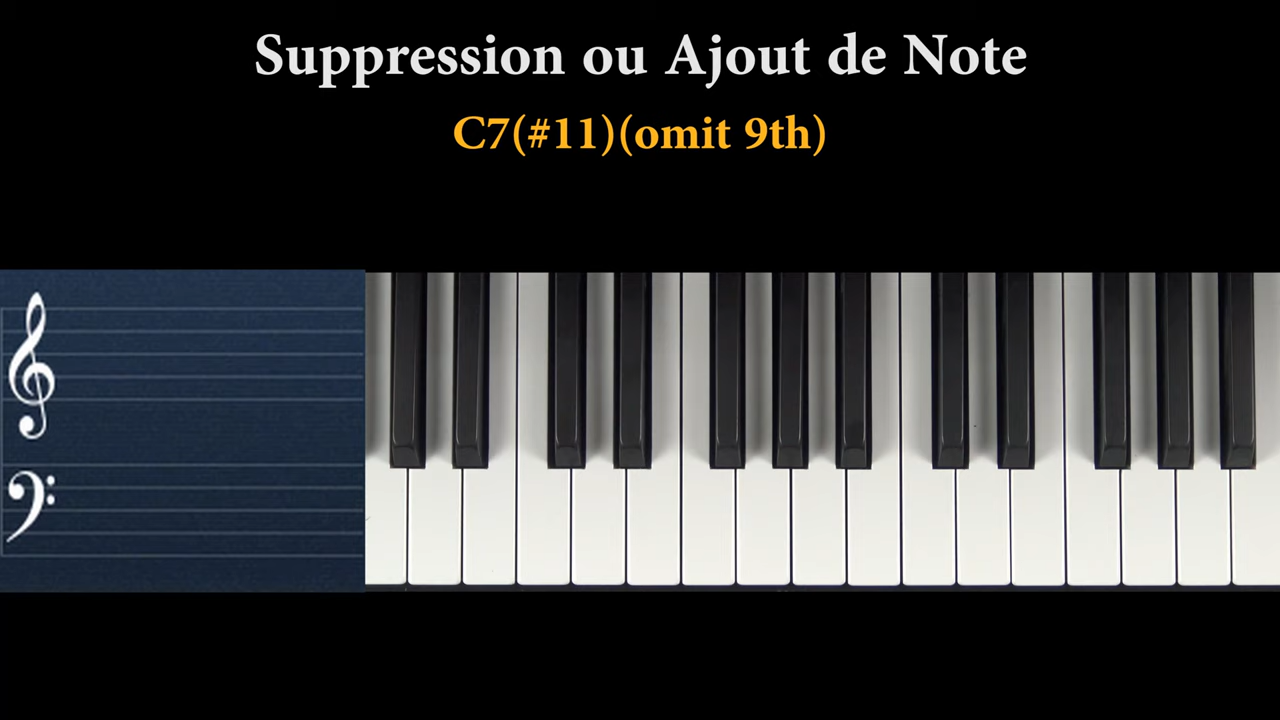 Suppression ou Ajout de Note
C7(#11)(omit 9th)